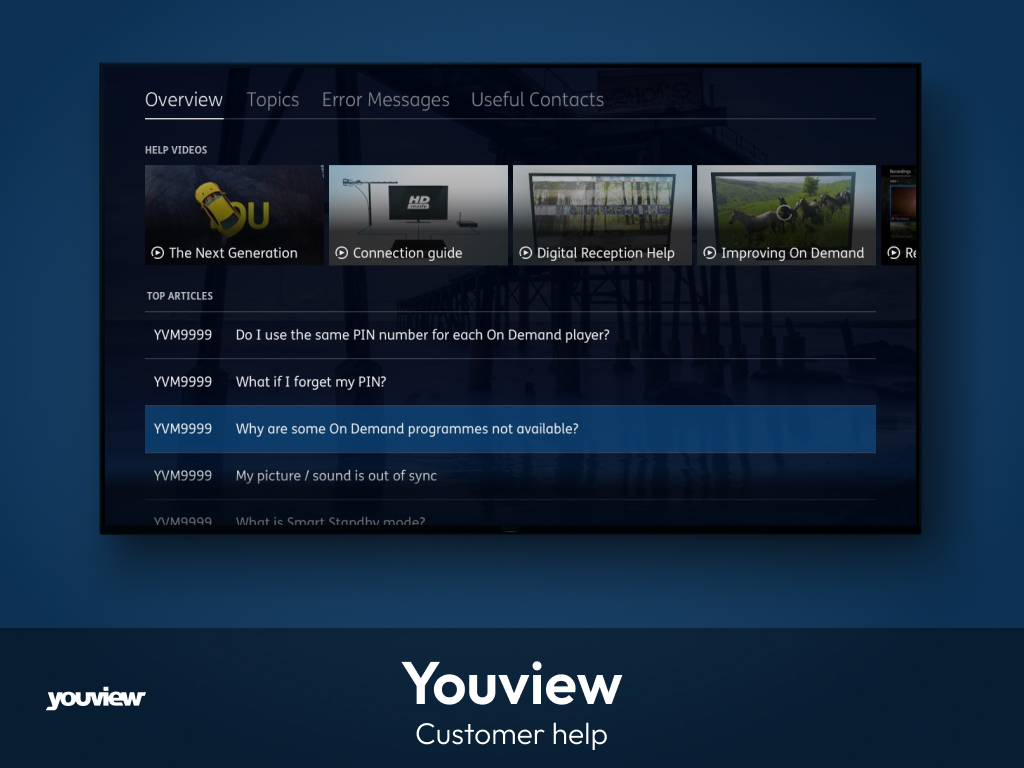 Overview Topics Error Messages Useful Contacts
HELP VIDEOS
OU
HD
ready
The Next Generation
Connection guide
Digital Reception Help
Improving On Demand
Recordings
TOP ARTICLES
YVM9999 Do I use the same PIN number for each On Demand player?
YVM9999 What if I forget my PIN?
YVM9999 Why are some On Demand programmes not available?
YVM9999 My picture / sound is out of sync
YVM9999 What is Smart Standby mode?
youview
Youview
Customer help